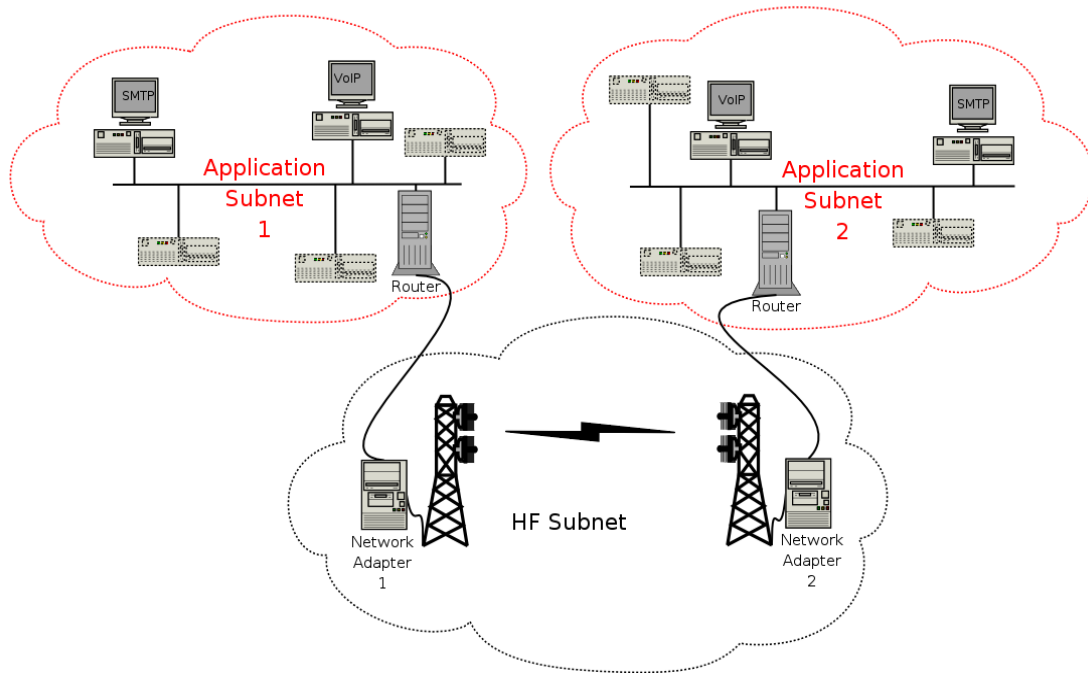 SMTP
VoIP
Application
Subnet
1
Router
VoIP
SMTP
Application
Subnet
2
Router
HF Subnet
Network
Adapter
1
Network
Adapter
2